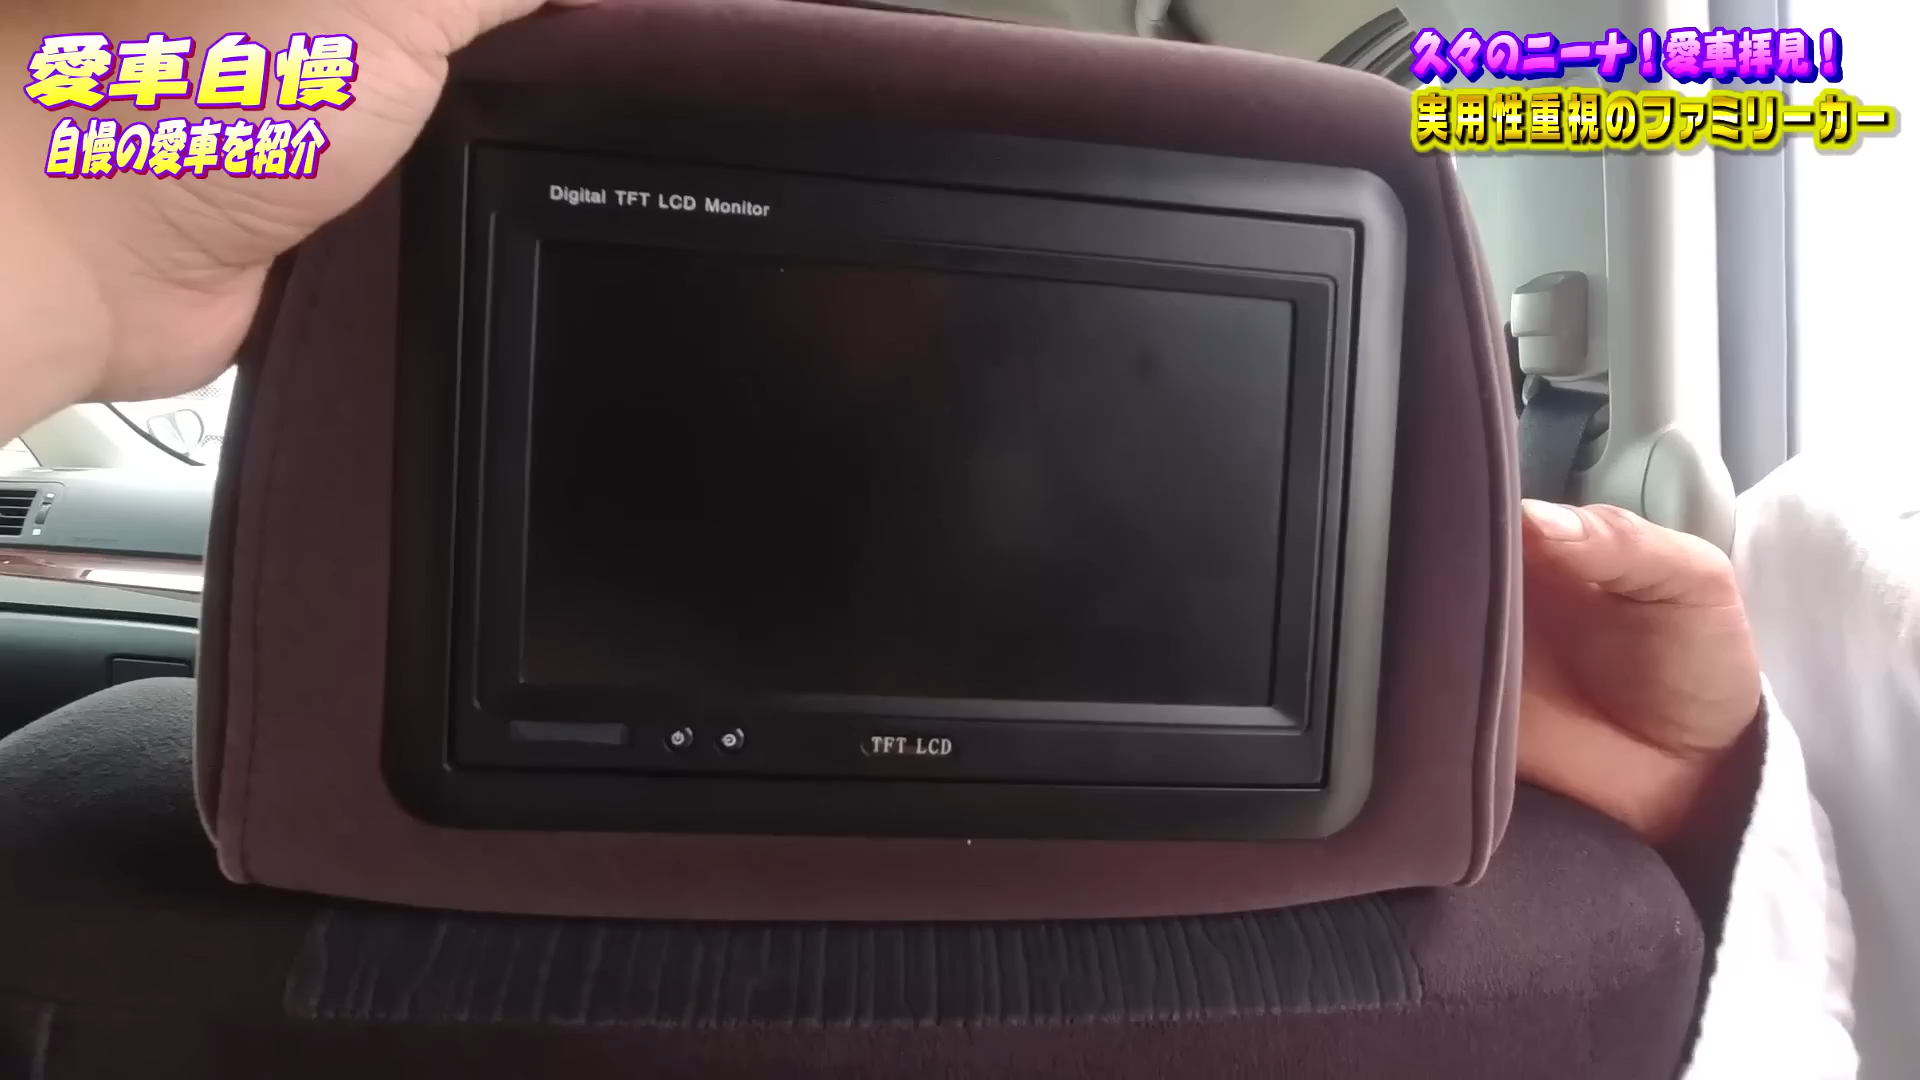 愛車自慢
自慢の愛車を紹介
久々のニーナ！愛車拝見！
実用性重視のファミリーカー
Digital TFT LCD Monitor
TFT LCD